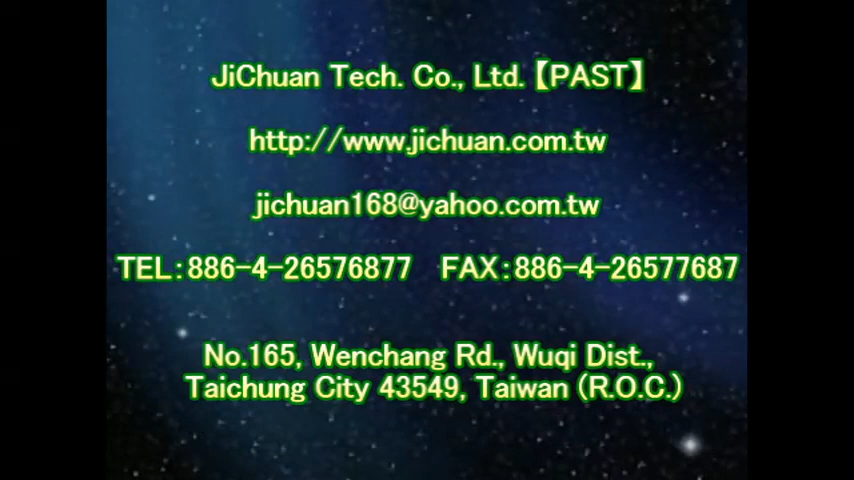 JiChuan Tech. Co., Ltd.【PAST】
http://www.jichuan.com.tw
jichuan168@yahoo.com.tw
TEL:886-4-26576877 FAX:886-4-26577687
No.165, Wenchang Rd., Wuqi Dist.,
Taichung City 43549, Taiwan (R.O.C.)